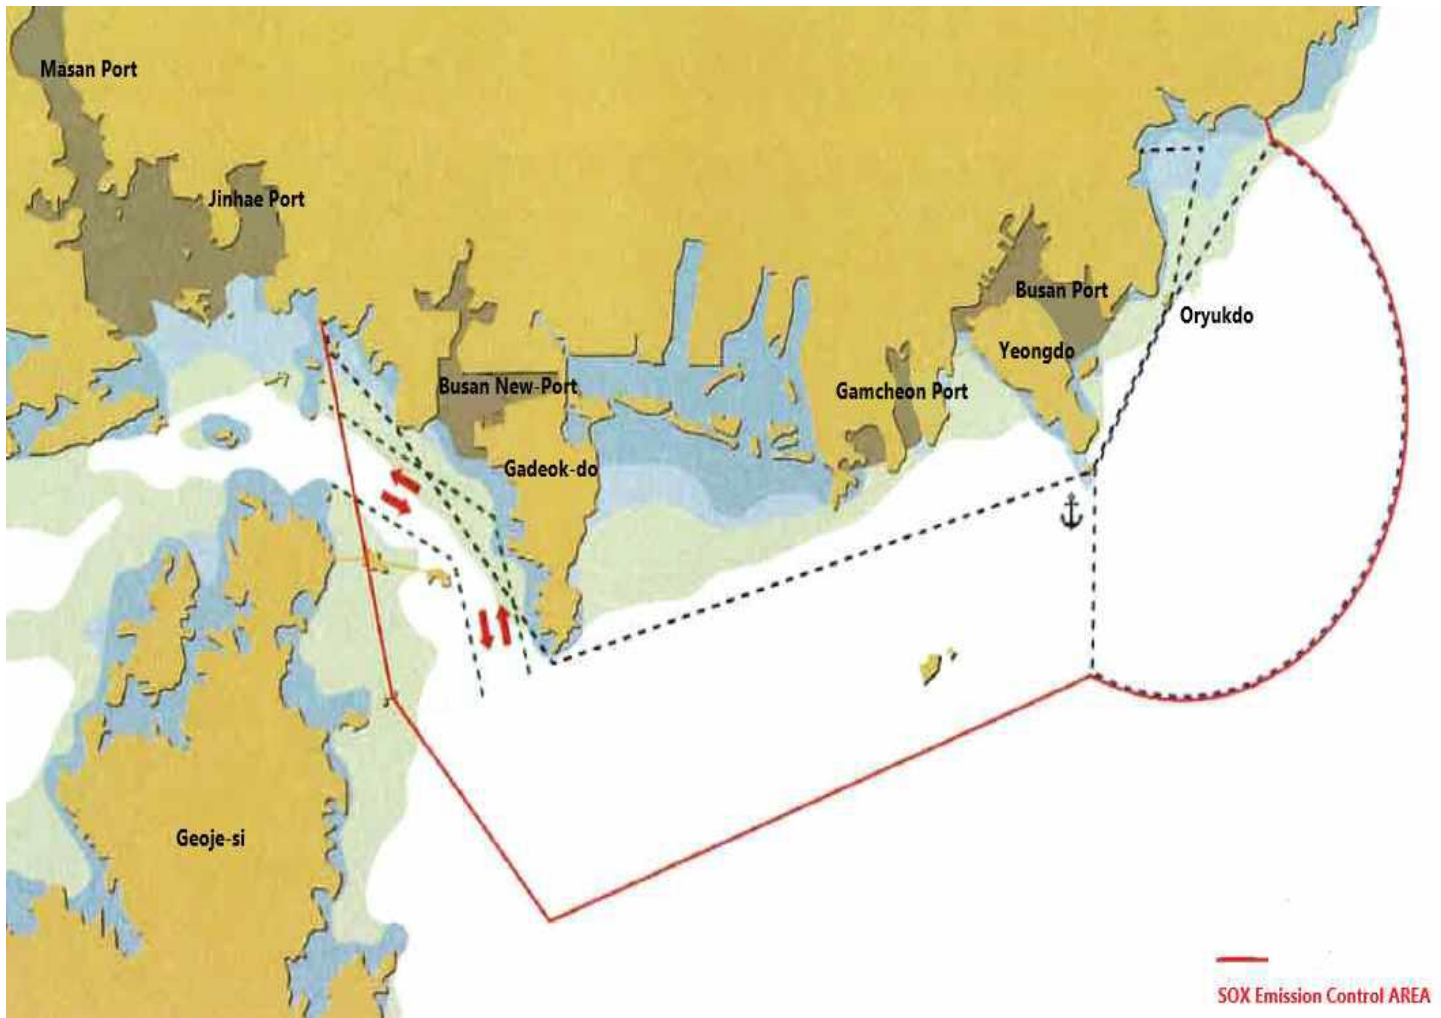 Masan Port
Jinhae Port
Busan Port
Oryukdo
Yeongdo
Busan New-Port
Gamcheon Port
Gadeok-do
Geoje-si
SOX Emission Control AREA